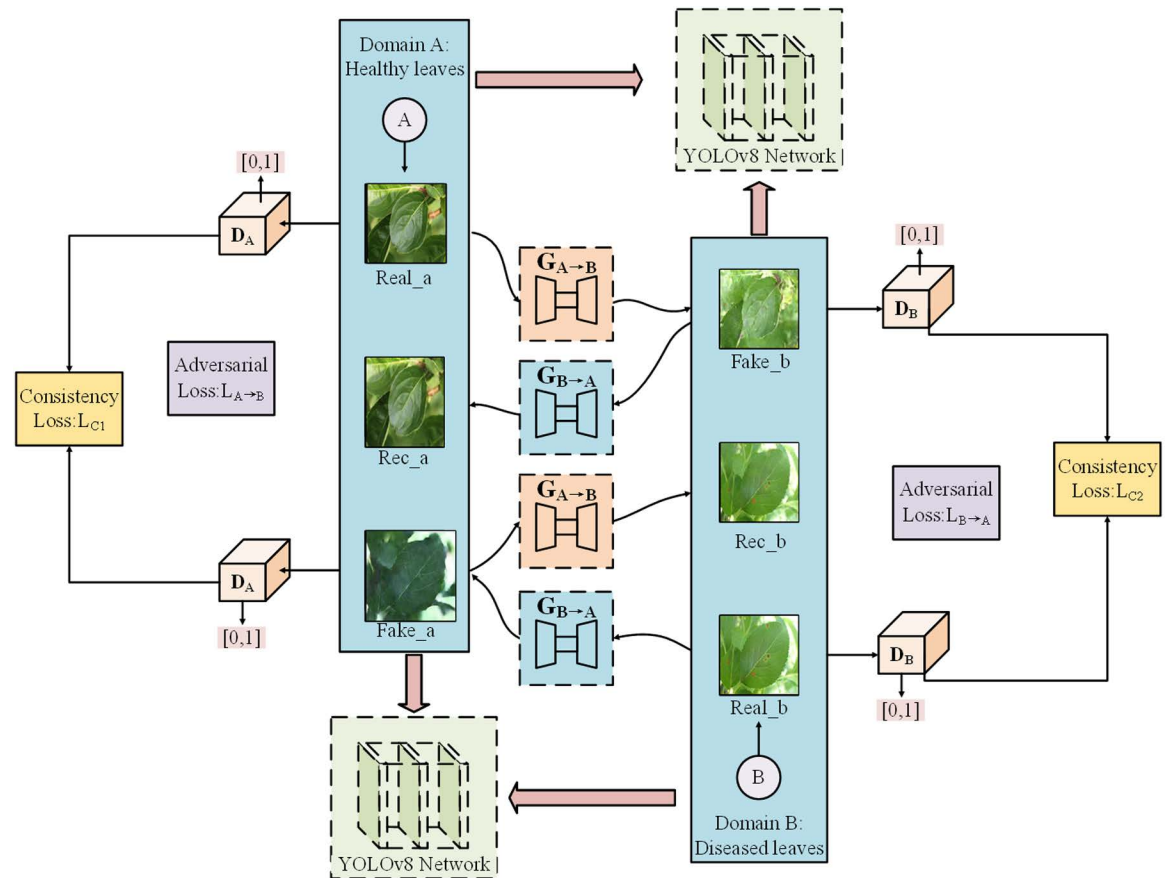 Domain A:
Healthy leaves
A
Real_a
Rec_a
Fake_a
[0,1]
D_A
Adversarial
Loss:L_A→B
Consistency
Loss:L_C1
D_A
[0,1]
YOLOv8 Network
G_A→B
G_B→A
G_A→B
G_B→A
YOLOv8 Network
Fake_b
Rec_b
Real_b
B
Domain B:
Diseased leaves
[0,1]
D_B
Adversarial
Loss:L_B→A
Consistency
Loss:L_C2
D_B
[0,1]